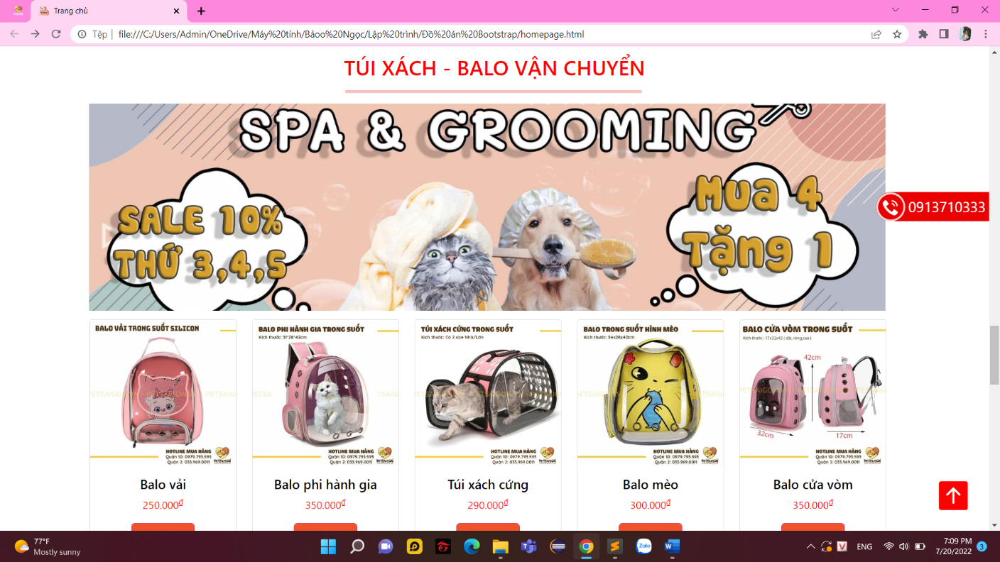 Trang chủ
Tệp
file:///C:/Users/Admin/OneDrive/Máy%20tính/Bảoo%20Ngọc/Lập%20trình/Đồ%20án%20Bootstrap/homepage.html
TÚI XÁCH - BALO VẬN CHUYỂN
SPA & GROOMING
SALE 10%
THỨ 3,4,5
Mua 4
Tặng 1
0913710333
BALO VẢI TRONG SUỐT SILICON
HOTLINE MUA HÀNG
Quận 10: 0979.793.593
Quận 2: 033.969.0011
Balo vải
250.000₫
BALO PHI HÀNH GIA TRONG SUỐT
Kích thước: 31*28*42cm
HOTLINE MUA HÀNG
Quận 10: 0979.793.593
Quận 2: 033.969.0011
Balo phi hành gia
350.000₫
TÚI XÁCH CỨNG TRONG SUỐT
Kích thước: Có 2 size Nhỏ/Lớn
HOTLINE MUA HÀNG
Quận 10: 0979.793.593
Quận 2: 033.969.0011
Túi xách cứng
290.000₫
BALO TRONG SUỐT HÌNH MÈO
Kích thước: 34x28x40cm
HOTLINE MUA HÀNG
Quận 10: 0979.793.593
Quận 2: 033.969.0011
Balo mèo
300.000₫
BALO CỬA VÒM TRONG SUỐT
Kích thước : 17x32x42 ( dài, rộng,cao )
42cm
32cm
17cm
HOTLINE MUA HÀNG
Quận 10: 0979.793.593
Quận 2: 033.969.0011
Balo cửa vòm
350.000₫
77°F
Mostly sunny
Zalo
ENG
7:09 PM
7/20/2022
3